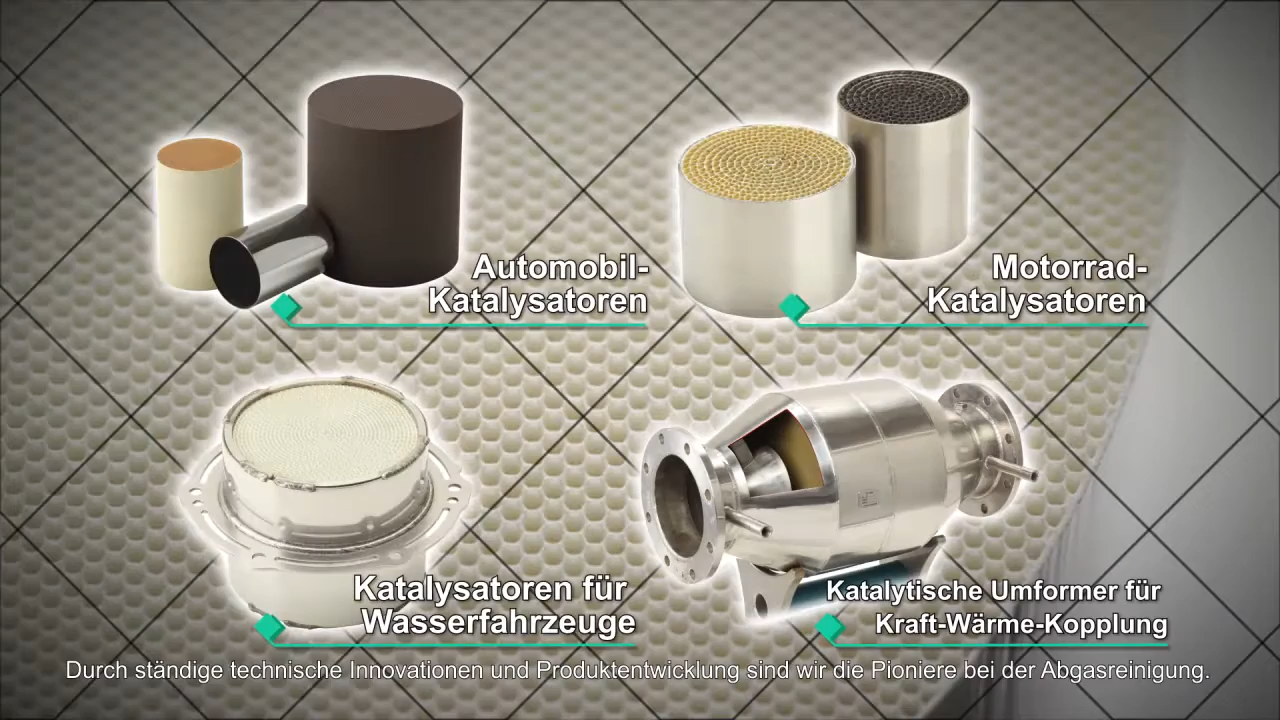 Automobil-
Katalysatoren
Motorrad-
Katalysatoren
Katalysatoren für
Wasserfahrzeuge
Katalytische Umformer für
Kraft-Wärme-Kopplung
Durch ständige technische Innovationen und Produktentwicklung sind wir die Pioniere bei der Abgasreinigung.